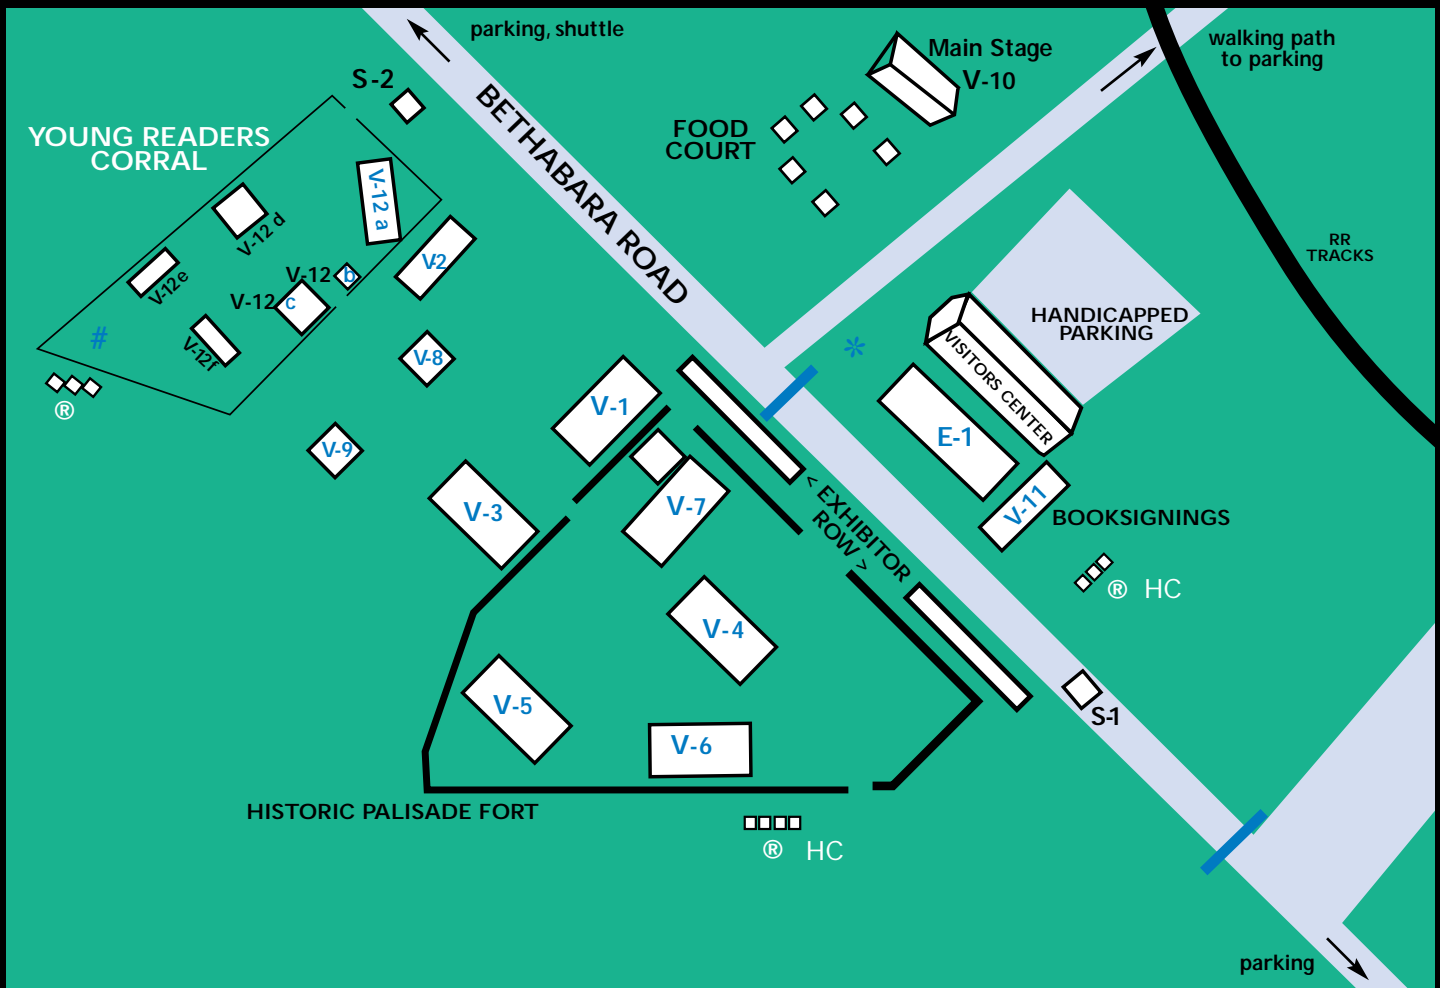 parking, shuttle
Main Stage
V-10
walking path
to parking
S-2
YOUNG READERS
CORRAL
FOOD
COURT
BETHABARA ROAD
V-12 a
V-12 d
V-2
RR
TRACKS
V-12e
V-12 b
V-12 c
#
V-12f
HANDICAPPED
PARKING
VISITORS CENTER
*
V-8
®
V-1
E-1
V-9
V-3
V-7
V-11
BOOKSIGNINGS
< EXHIBITOR
ROW >
® HC
V-4
V-5
S-1
V-6
HISTORIC PALISADE FORT
® HC
parking